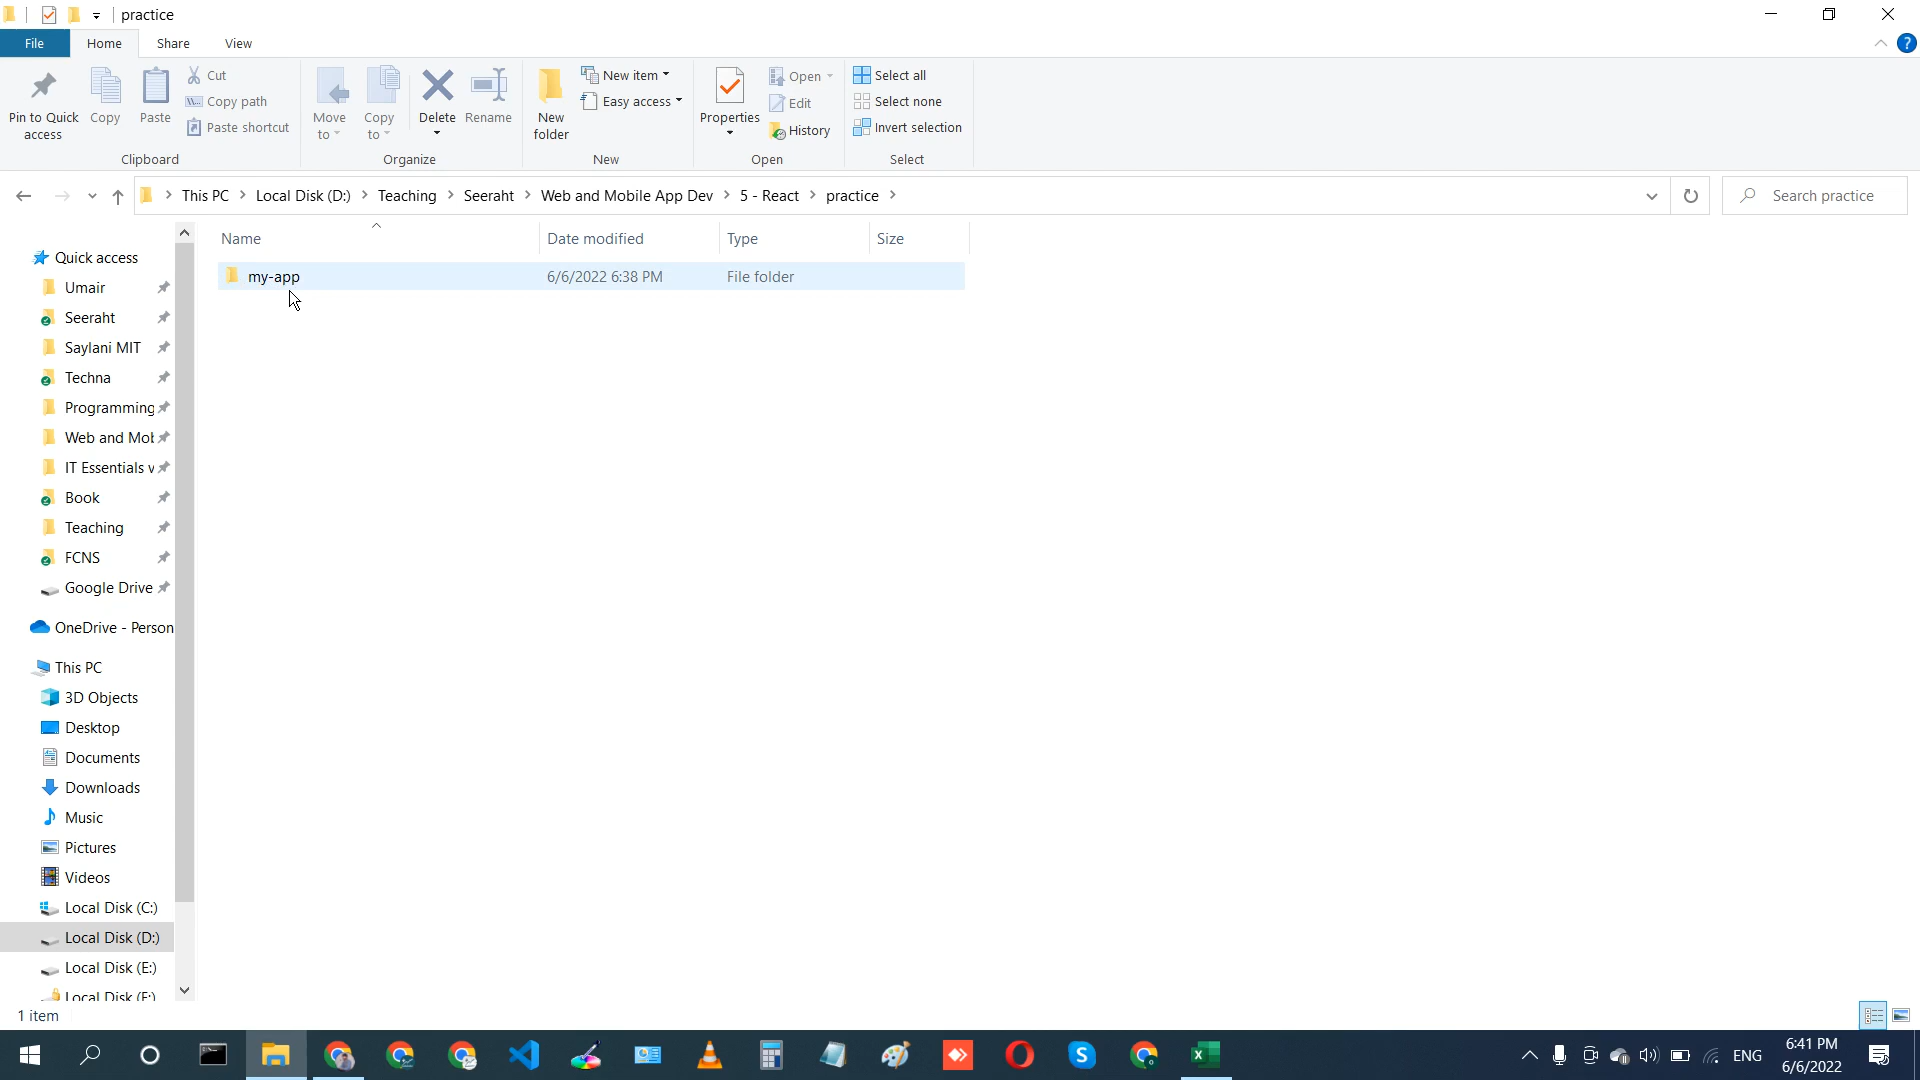 practice
File Home Share View
Pin to Quick access
Copy
Paste
Cut
Copy path
Paste shortcut
Clipboard
Move to
Copy to
Delete
Rename
Organize
New folder
New item
Easy access
New
Properties
Open
Edit
History
Open
Select all
Select none
Invert selection
Select
This PC Local Disk (D:) Teaching Seeraht Web and Mobile App Dev 5 - React practice
Search practice
Name Date modified Type Size
my-app 6/6/2022 6:38 PM File folder
Quick access
Umair
Seeraht
Saylani MIT
Techna
Programming
Web and Mob
IT Essentials v
Book
Teaching
FCNS
Google Drive
OneDrive - Person
This PC
3D Objects
Desktop
Documents
Downloads
Music
Pictures
Videos
Local Disk (C:)
Local Disk (D:)
Local Disk (E:)
Local Disk (F:)
1 item
ENG
6:41 PM
6/6/2022